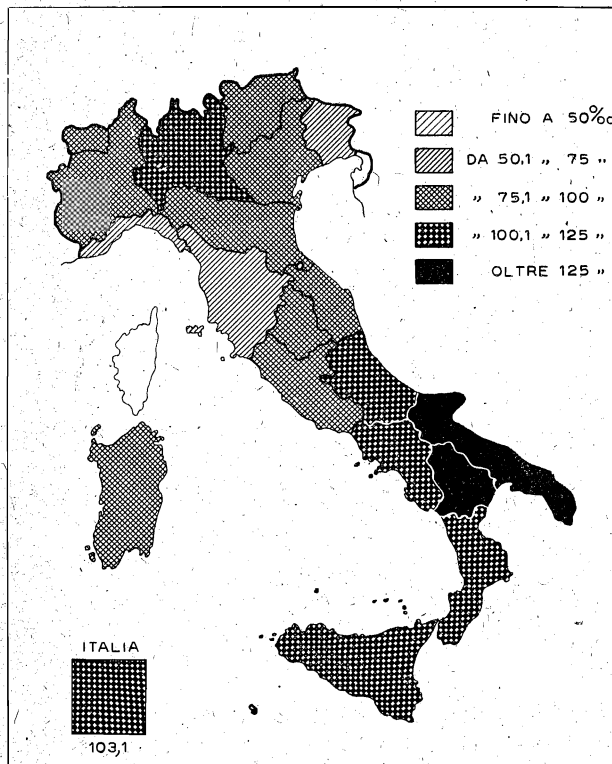 FINO A 50‰
DA 50,1 „ 75 „
„ 75,1 „ 100 „
„ 100,1 „ 125 „
OLTRE 125 „
ITALIA
103,1